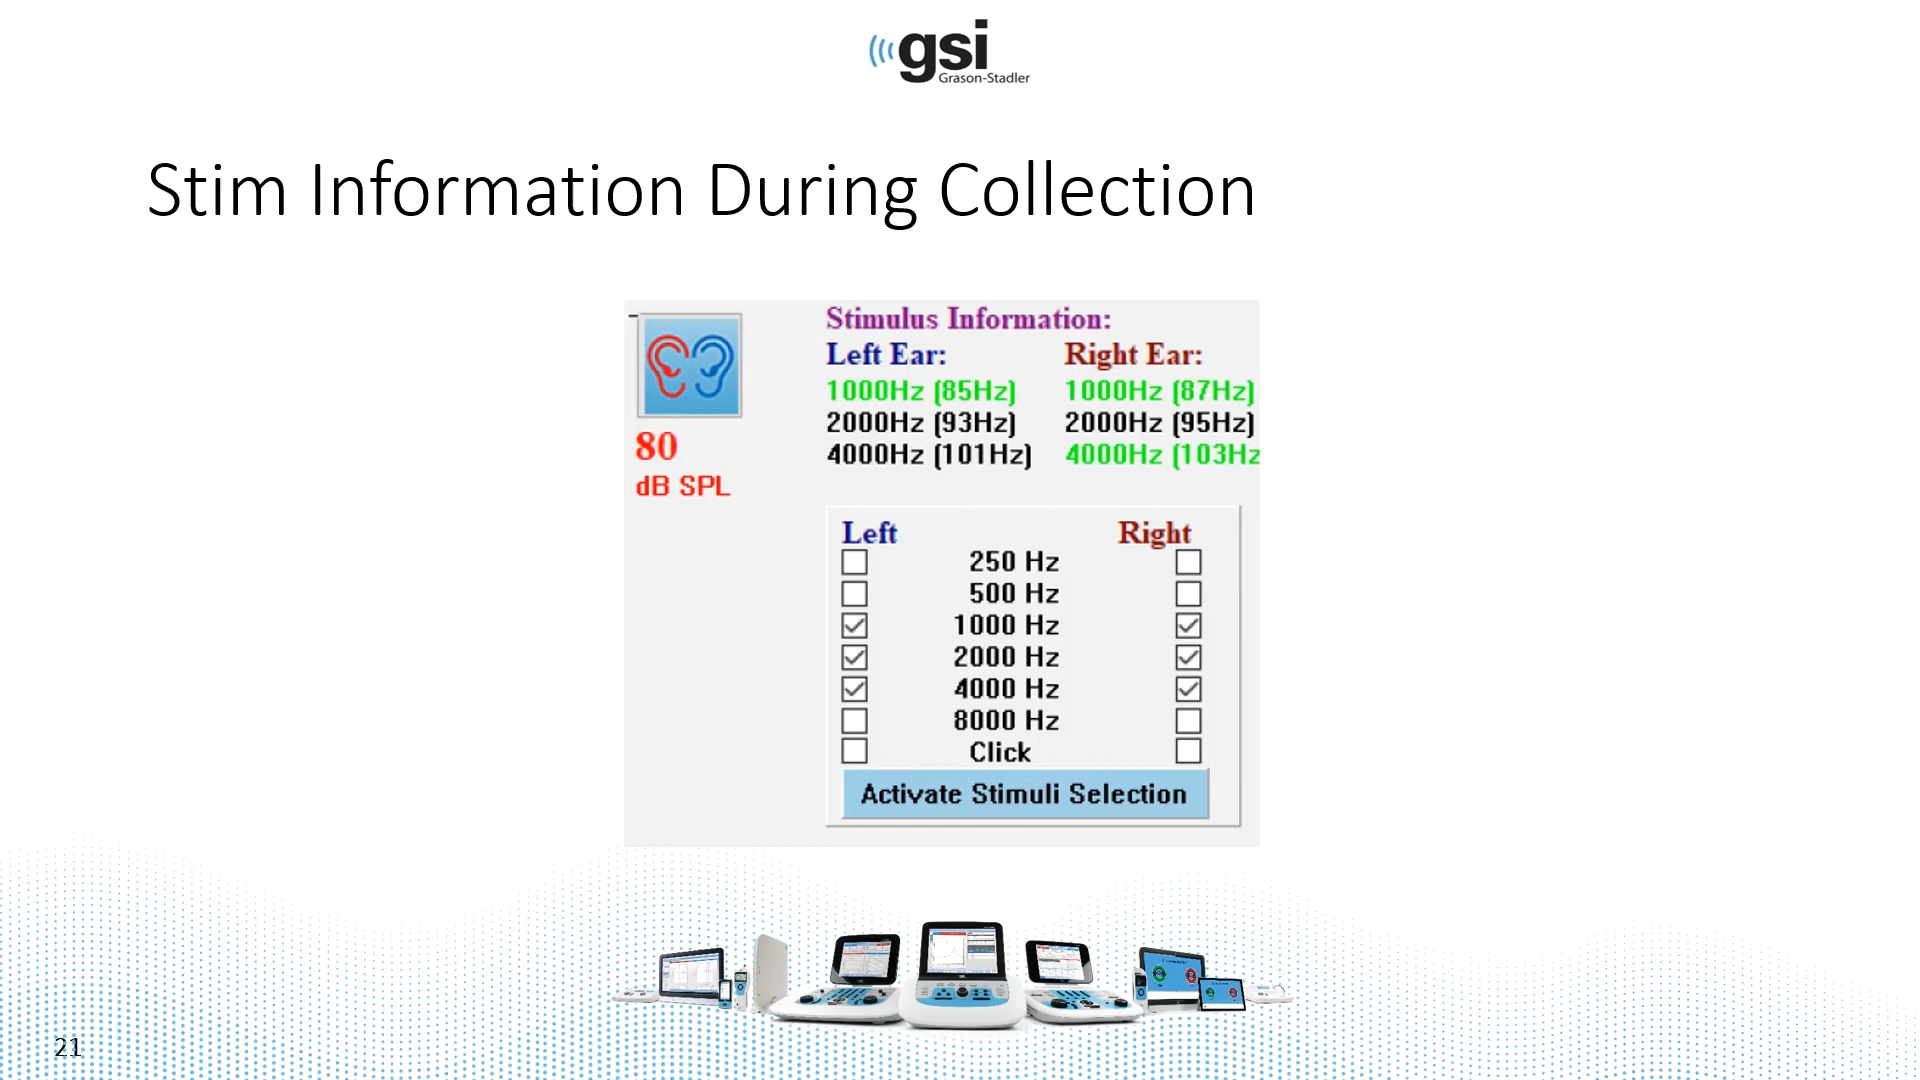 gsi
Grason-Stadler
Stim Information During Collection
80
dB SPL
Stimulus Information:
Left Ear: Right Ear:
1000Hz (85Hz) 1000Hz (87Hz)
2000Hz (93Hz) 2000Hz (95Hz)
4000Hz (101Hz) 4000Hz (103Hz
Left Right
250 Hz
500 Hz
1000 Hz
2000 Hz
4000 Hz
8000 Hz
Click
Activate Stimuli Selection
21